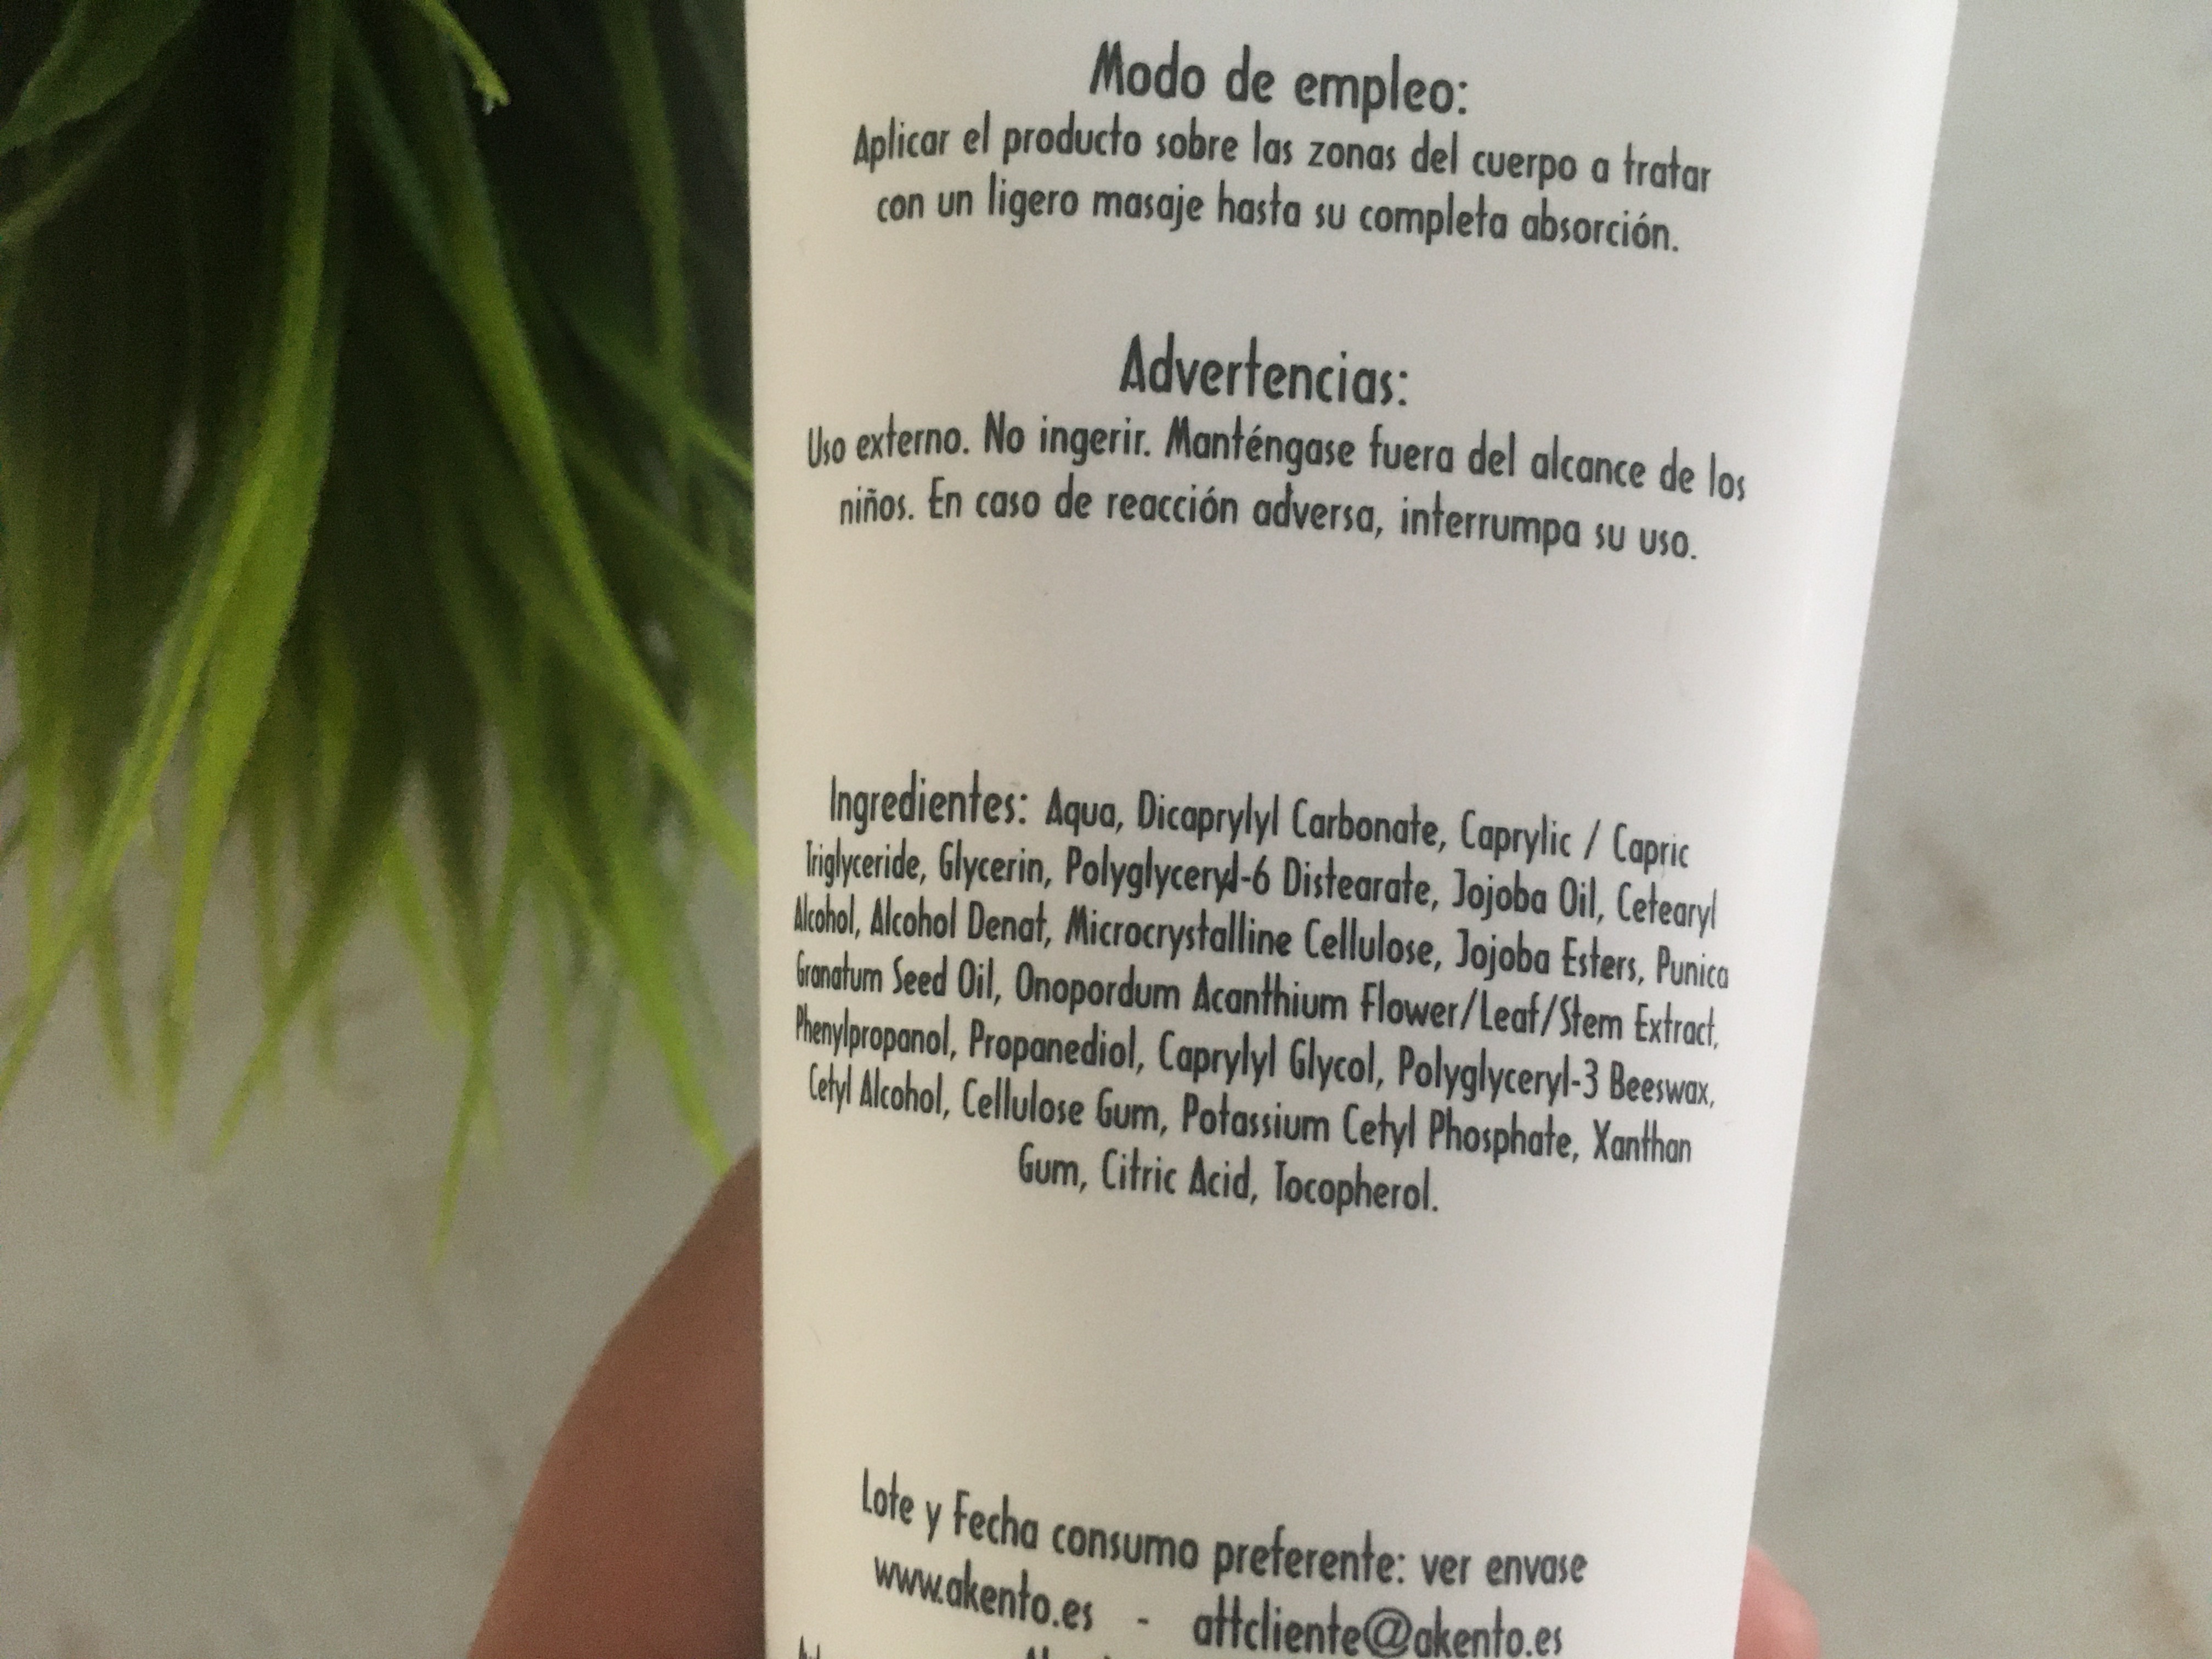 Modo de empleo:
Aplicar el producto sobre las zonas del cuerpo a tratar
con un ligero masaje hasta su completa absorción.
Advertencias:
Uso externo. No ingerir. Manténgase fuera del alcance de los
niños. En caso de reacción adversa, interrumpa su uso.
Ingredientes: Aqua, Dicaprylyl Carbonate, Caprylic / Capric
Triglyceride, Glycerin, Polyglyceryl-6 Distearate, Jojoba Oil, Cetearyl
Alcohol, Alcohol Denat, Microcrystalline Cellulose, Jojoba Esters, Punica
Granatum Seed Oil, Onopordum Acanthium Flower/Leaf/Stem Extract,
Phenylpropanol, Propanediol, Caprylyl Glycol, Polyglyceryl-3 Beeswax,
Cetyl Alcohol, Cellulose Gum, Potassium Cetyl Phosphate, Xanthan
Gum, Citric Acid, Tocopherol.
Lote y Fecha consumo preferente: ver envase
www.akento.es - attcliente@akento.es